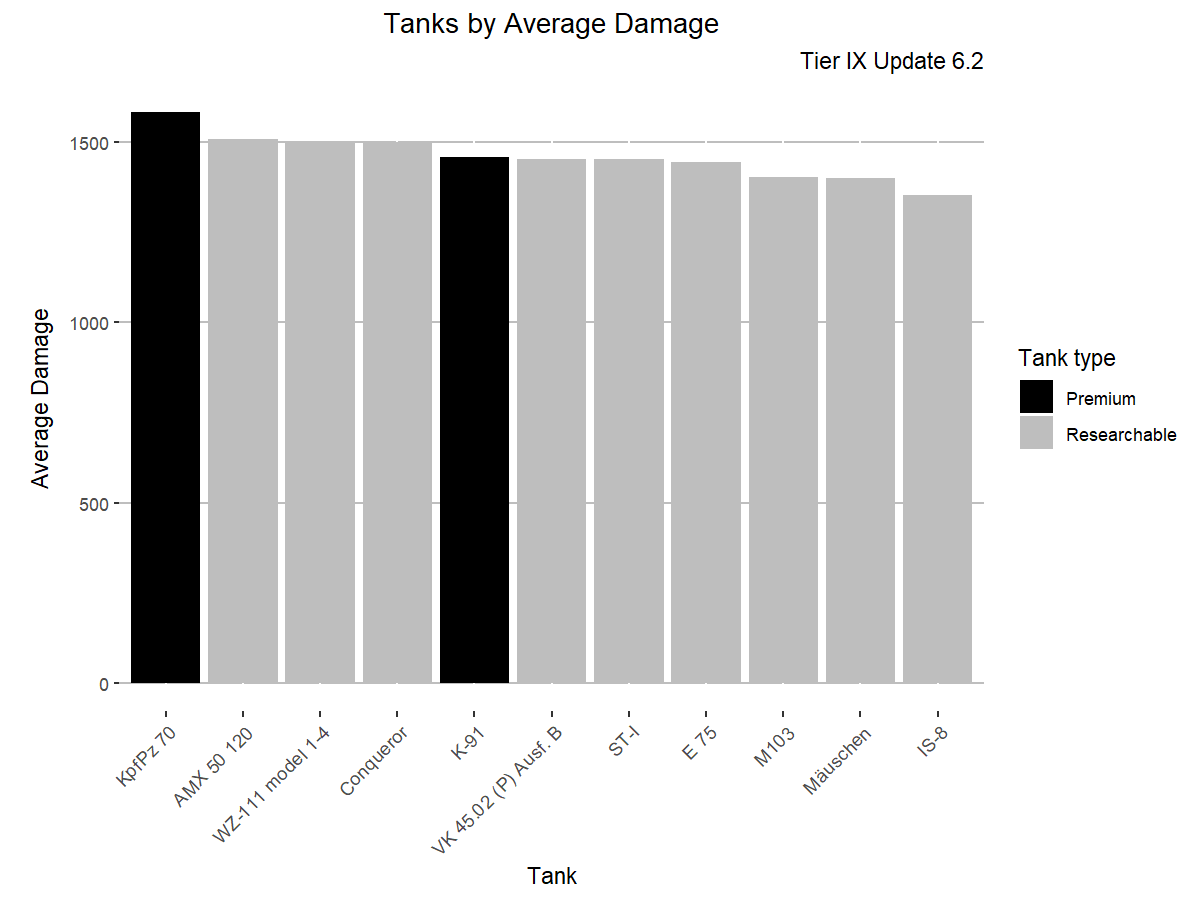 Tanks by Average Damage
Tier IX Update 6.2
Average Damage
1500
1000
500
0
KpfPz 70
AMX 50 120
WZ-111 model 1-4
Conqueror
K-91
VK 45.02 (P) Ausf. B
ST-I
E 75
M103
Mäuschen
IS-8
Tank
Tank type
Premium
Researchable